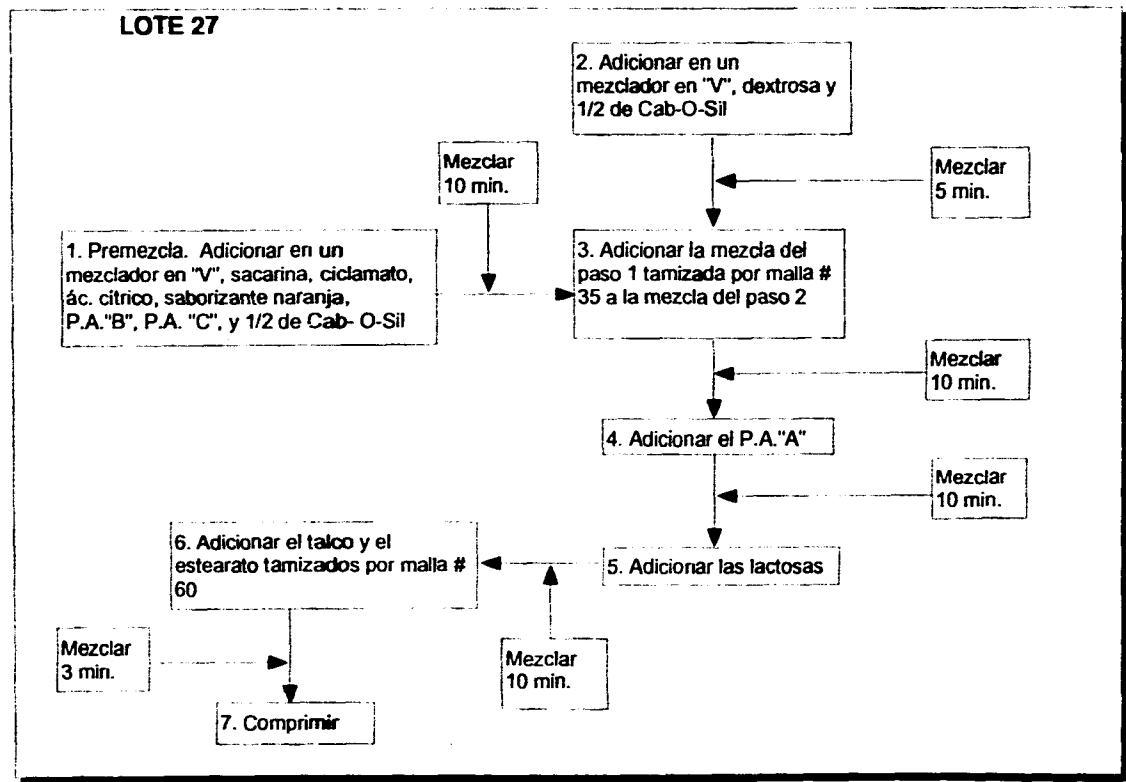 LOTE 27
2. Adicionar en un
mezclador en "V", dextrosa y
1/2 de Cab-O-Sil
Mezclar
10 min.
Mezclar
5 min.
1. Premezcla. Adicionar en un
mezclador en "V", sacarina, ciclamato,
ác. cítrico, saborizante naranja,
P.A."B", P.A. "C", y 1/2 de Cab- O-Sil
3. Adicionar la mezcla del
paso 1 tamizada por malla #
35 a la mezcla del paso 2
Mezclar
10 min.
4. Adicionar el P.A."A"
Mezclar
10 min.
6. Adicionar el talco y el
estearato tamizados por malla #
60
5. Adicionar las lactosas
Mezclar
3 min.
Mezclar
10 min.
7. Comprimir